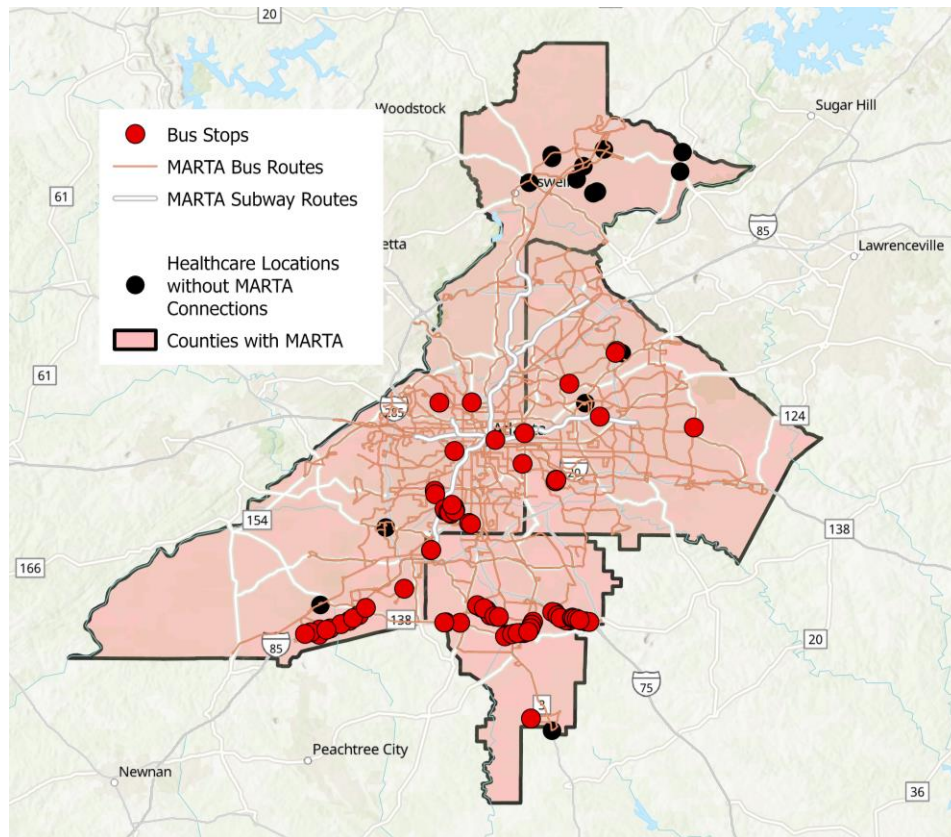 20
Woodstock
Sugar Hill
Bus Stops
MARTA Bus Routes
MARTA Subway Routes
Healthcare Locations
without MARTA
Connections
Counties with MARTA
61
85
Lawrenceville
61
285
124
20
154
138
166
138
85
20
75
3
Peachtree City
Newnan
36